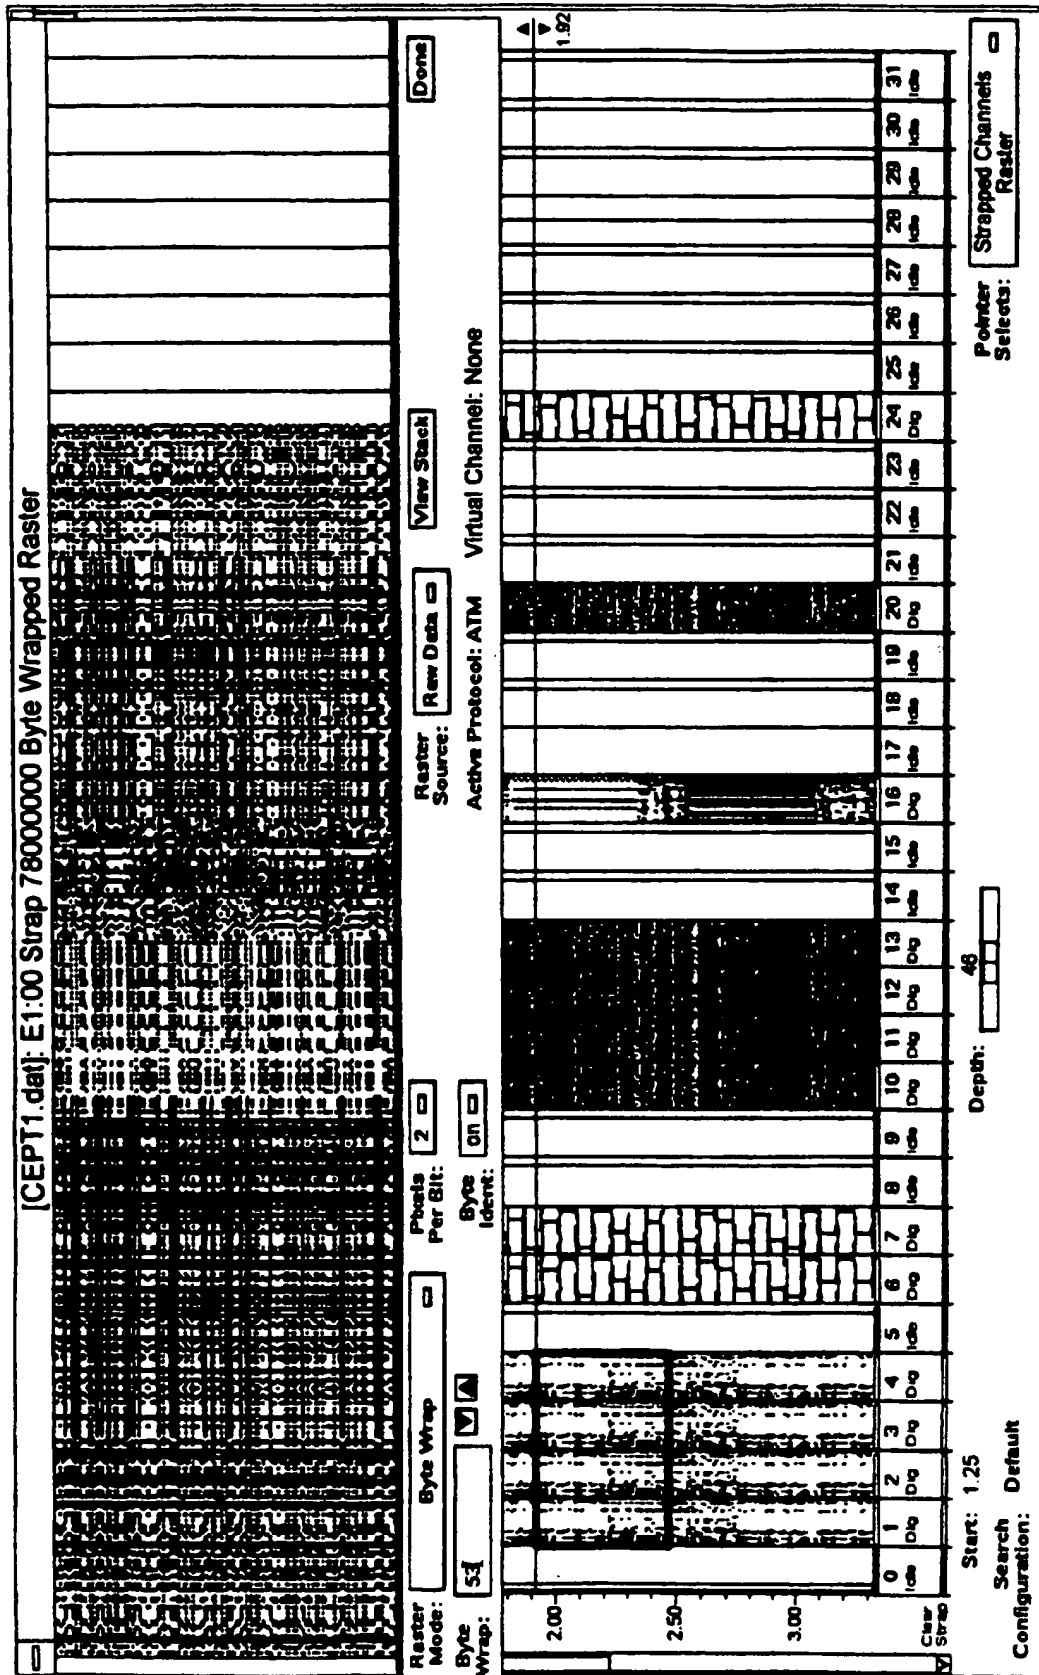 [CEPT1.dat]: E1:00 Strap 78000000 Byte Wrapped Raster
Raster Mode: Byte Wrap
Pixels Per Bit: 2
Raster Source: Raw Data
View Stack
Done
Byte Wrap: 53
Byte Ident: on
Active Protocol: ATM
Virtual Channel: None
1.92
2.00
2.50
3.00
Clear Strap
0 1 2 3 4 5 6 7 8 9 10 11 12 13 14 15 16 17 18 19 20 21 22 23 24 25 26 27 28 29 30 31
Idle Dig Dig Dig Dig Idle Dig Dig Idle Idle Dig Dig Dig Dig Idle Idle Dig Idle Idle Idle Dig Idle Idle Idle Dig Idle Idle Idle Idle Idle Idle Idle
Start: 1.25
Depth: 46
Pointer Selects: Strapped Channels Raster
Search Configuration: Default